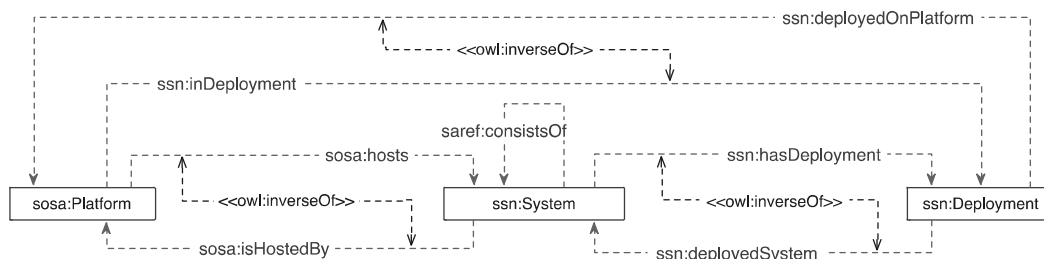 ssn:deployedOnPlatform
<<owl:inverseOf>>
ssn:inDeployment
saref:consistsOf
sosa:hosts
ssn:hasDeployment
sosa:Platform
<<owl:inverseOf>>
ssn:System
<<owl:inverseOf>>
ssn:Deployment
sosa:isHostedBy
ssn:deployedSystem